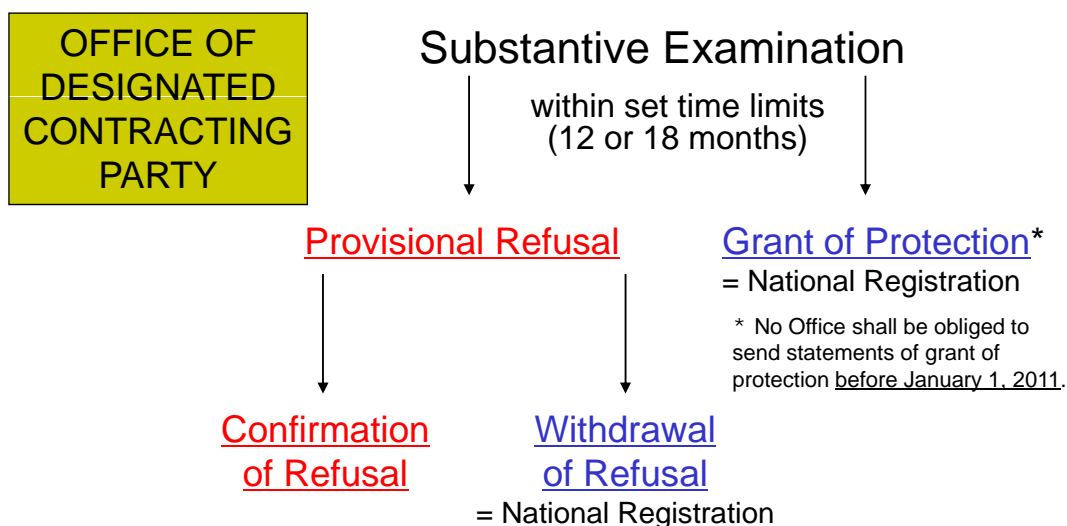 OFFICE OF
DESIGNATED
CONTRACTING
PARTY
Substantive Examination
within set time limits
(12 or 18 months)
Provisional Refusal
Grant of Protection*
= National Registration
* No Office shall be obliged to
send statements of grant of
protection before January 1, 2011.
Confirmation
of Refusal
Withdrawal
of Refusal
= National Registration